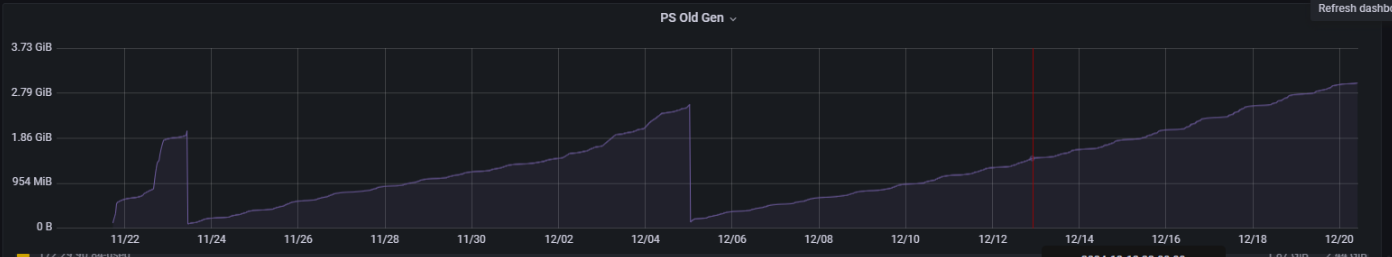 PS Old Gen
Refresh dashbo
3.73 GiB
2.79 GiB
1.86 GiB
954 MiB
0 B
11/22 11/24 11/26 11/28 11/30 12/02 12/04 12/06 12/08 12/10 12/12 12/14 12/16 12/18 12/20